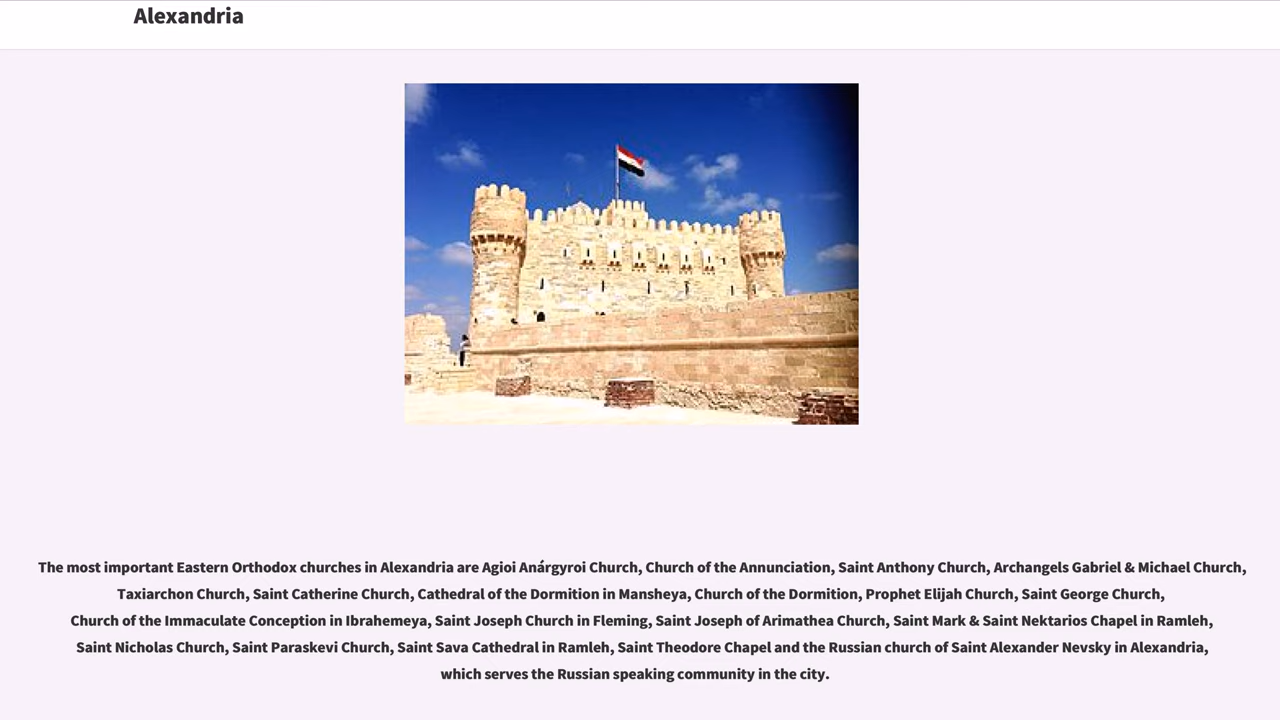 Alexandria
The most important Eastern Orthodox churches in Alexandria are Agioi Anárgyroi Church, Church of the Annunciation, Saint Anthony Church, Archangels Gabriel & Michael Church,
Taxiarchon Church, Saint Catherine Church, Cathedral of the Dormition in Mansheya, Church of the Dormition, Prophet Elijah Church, Saint George Church,
Church of the Immaculate Conception in Ibrahemeya, Saint Joseph Church in Fleming, Saint Joseph of Arimathea Church, Saint Mark & Saint Nektarios Chapel in Ramleh,
Saint Nicholas Church, Saint Paraskevi Church, Saint Sava Cathedral in Ramleh, Saint Theodore Chapel and the Russian church of Saint Alexander Nevsky in Alexandria,
which serves the Russian speaking community in the city.